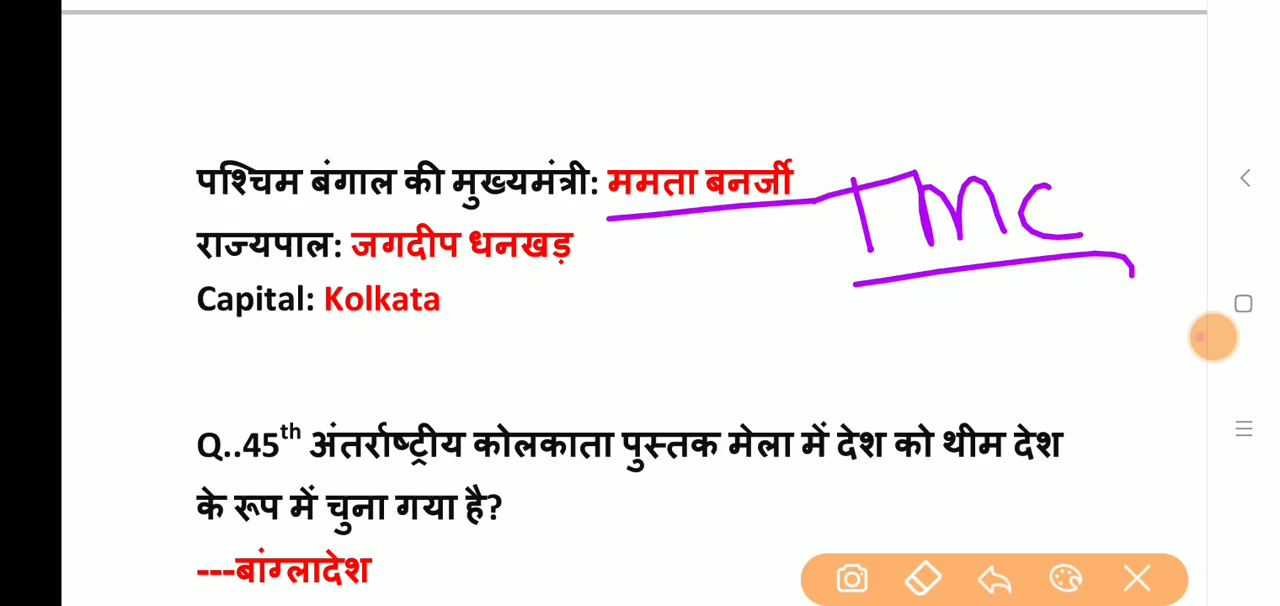 पश्चिम बंगाल की मुख्यमंत्री: ममता बनर्जी TMC
राज्यपाल: जगदीप धनखड़
Capital: Kolkata
Q..45th अंतर्राष्ट्रीय कोलकाता पुस्तक मेला में देश को थीम देश
के रूप में चुना गया है?
---बांग्लादेश